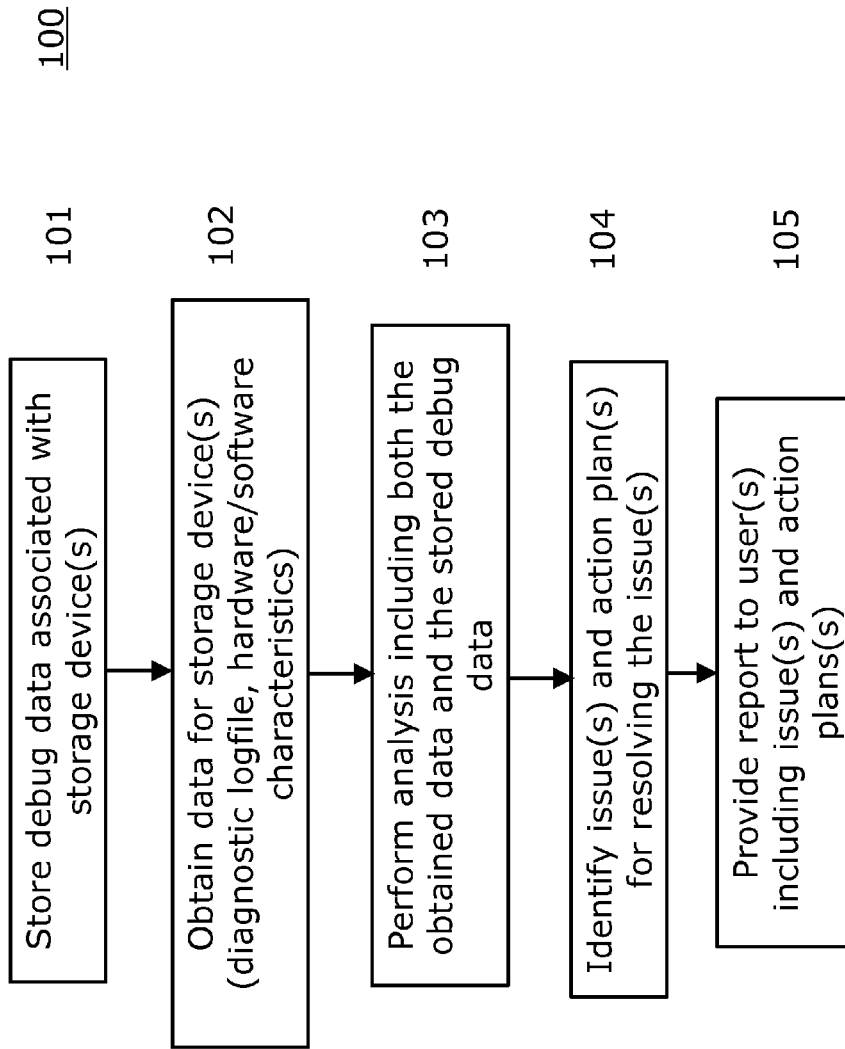 100
Store debug data associated with
storage device(s)
101
Obtain data for storage device(s)
(diagnostic logfile, hardware/software
characteristics)
102
Perform analysis including both the
obtained data and the stored debug
data
103
Identify issue(s) and action plan(s)
for resolving the issue(s)
104
Provide report to user(s)
including issue(s) and action
plans(s)
105